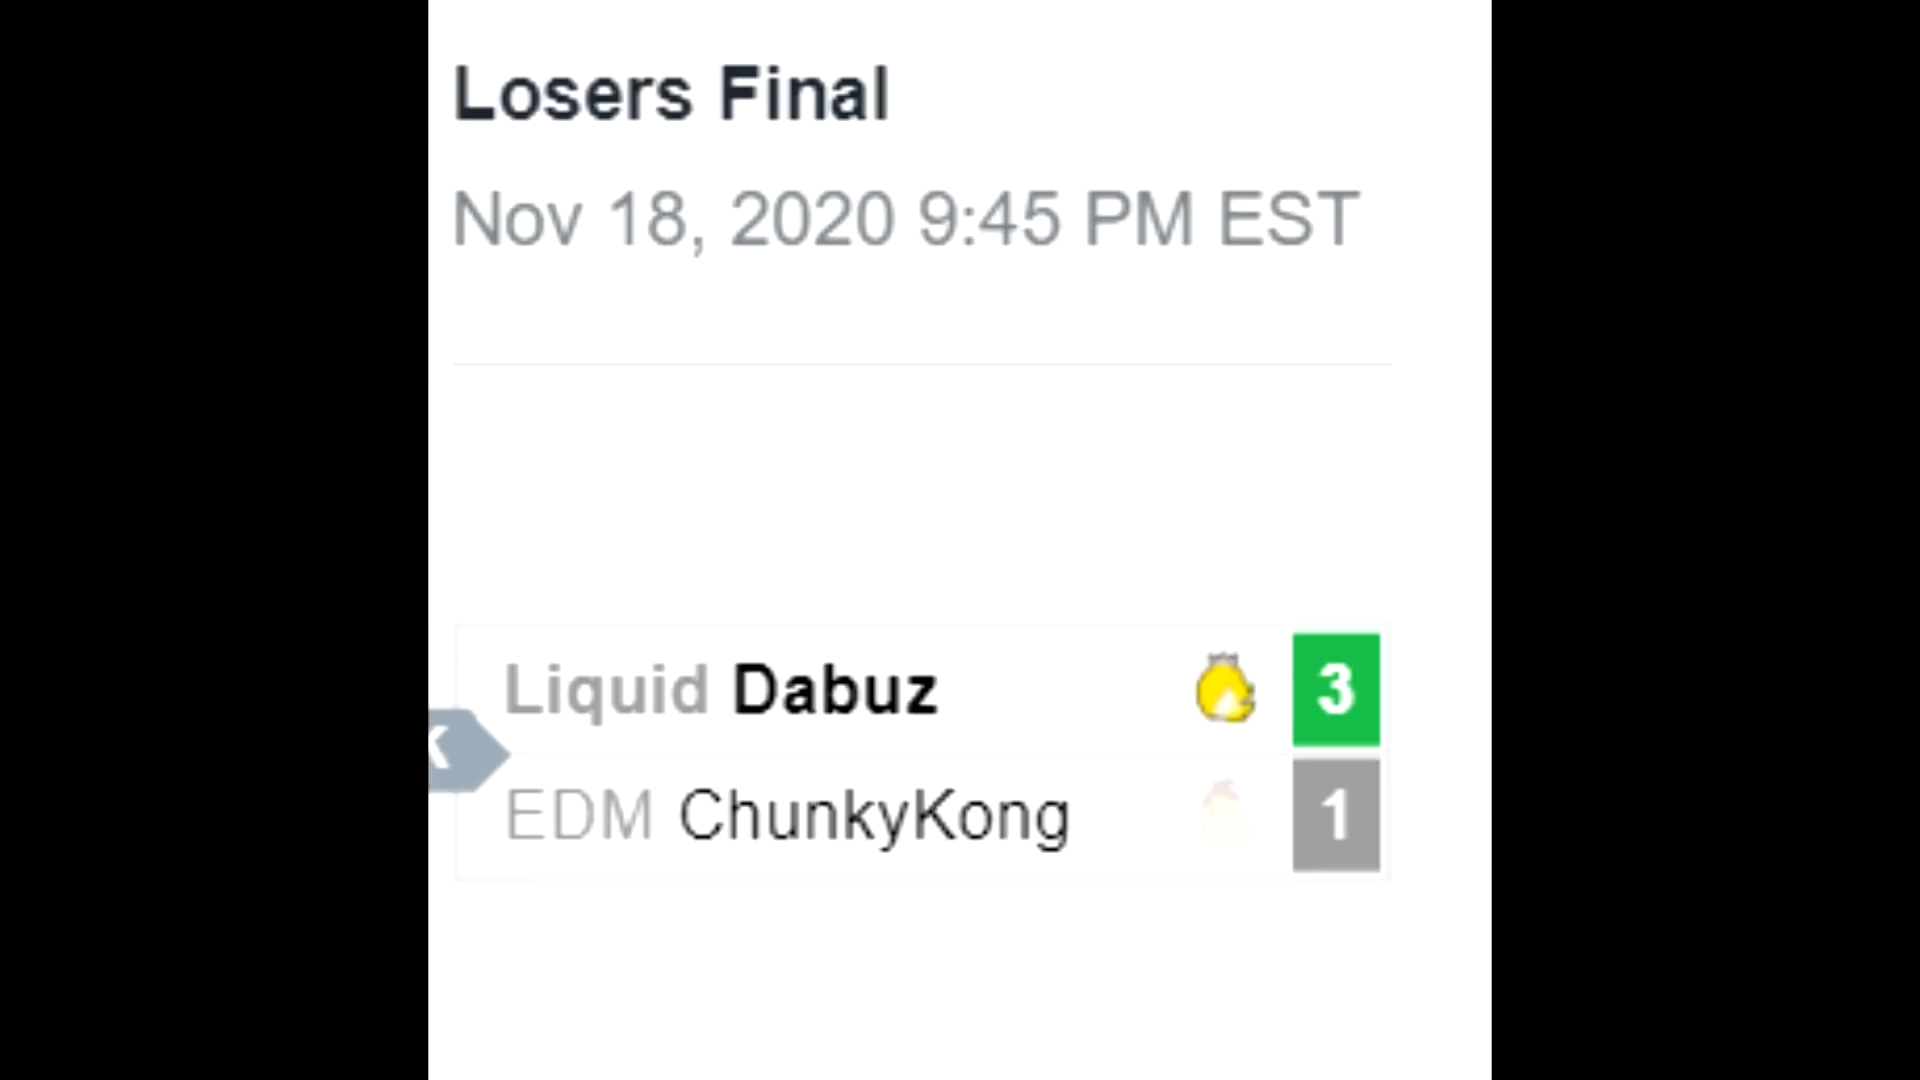 Losers Final
Nov 18, 2020 9:45 PM EST
Liquid Dabuz 3
K
EDM ChunkyKong 1